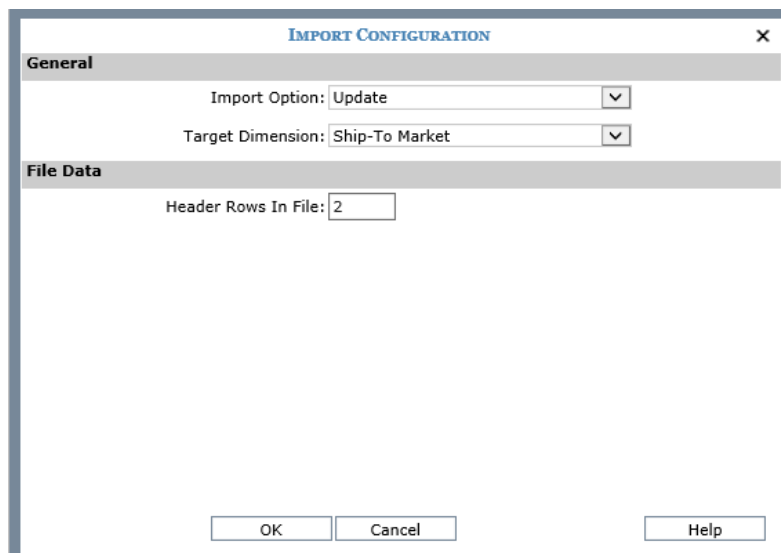 IMPORT CONFIGURATION
General
Import Option: Update
Target Dimension: Ship-To Market
File Data
Header Rows In File: 2
OK Cancel Help